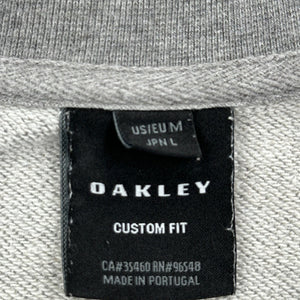 US/EU M
JPN L
OAKLEY
CUSTOM FIT
CA#35460 RN#96548
MADE IN PORTUGAL